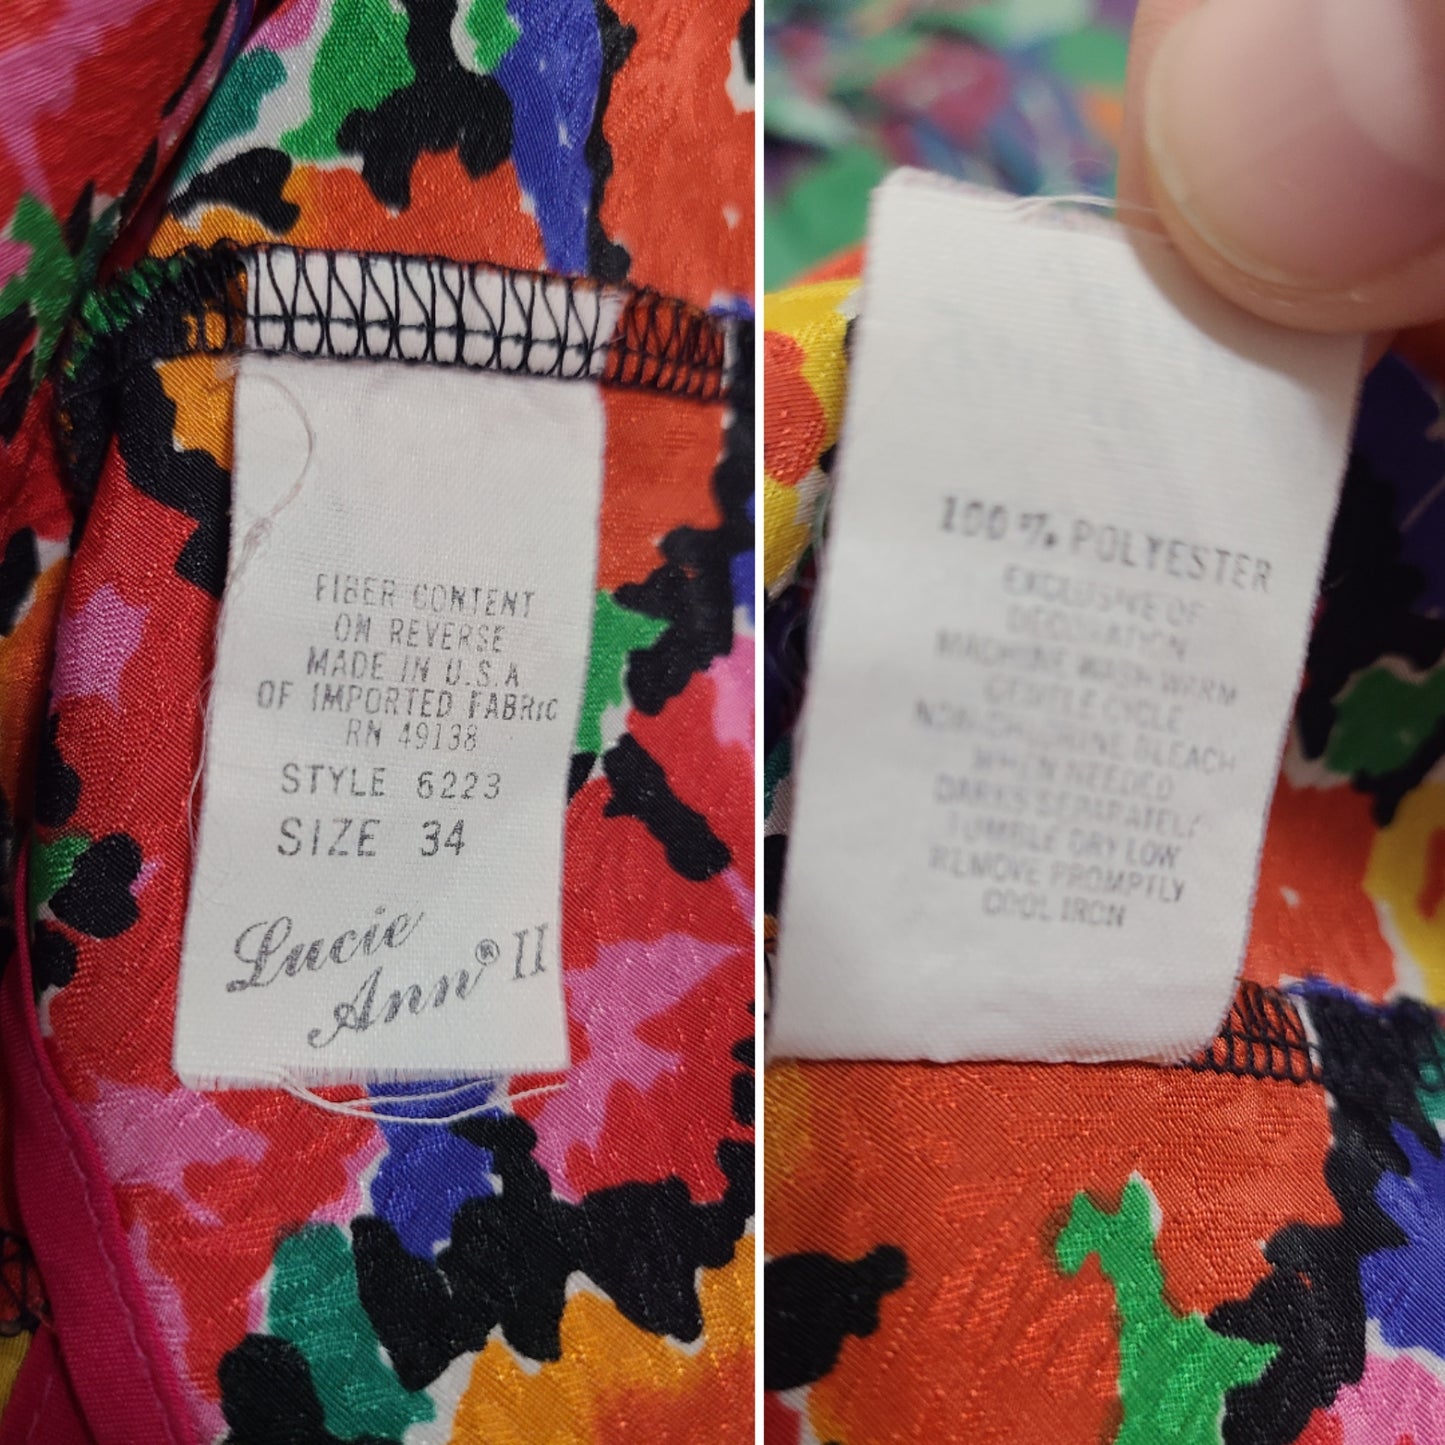 FIBER CONTENT
ON REVERSE
MADE IN U.S.A
OF IMPORTED FABRIC
RN 49138
STYLE 6223
SIZE 34
Lucie
Ann® II
100% POLYESTER
EXCLUSIVE OF
DECORATION
MACHINE WASH WARM
GENTLE CYCLE
NON-CHLORINE BLEACH
WHEN NEEDED
DARKS SEPARATELY
TUMBLE DRY LOW
REMOVE PROMPTLY
COOL IRON